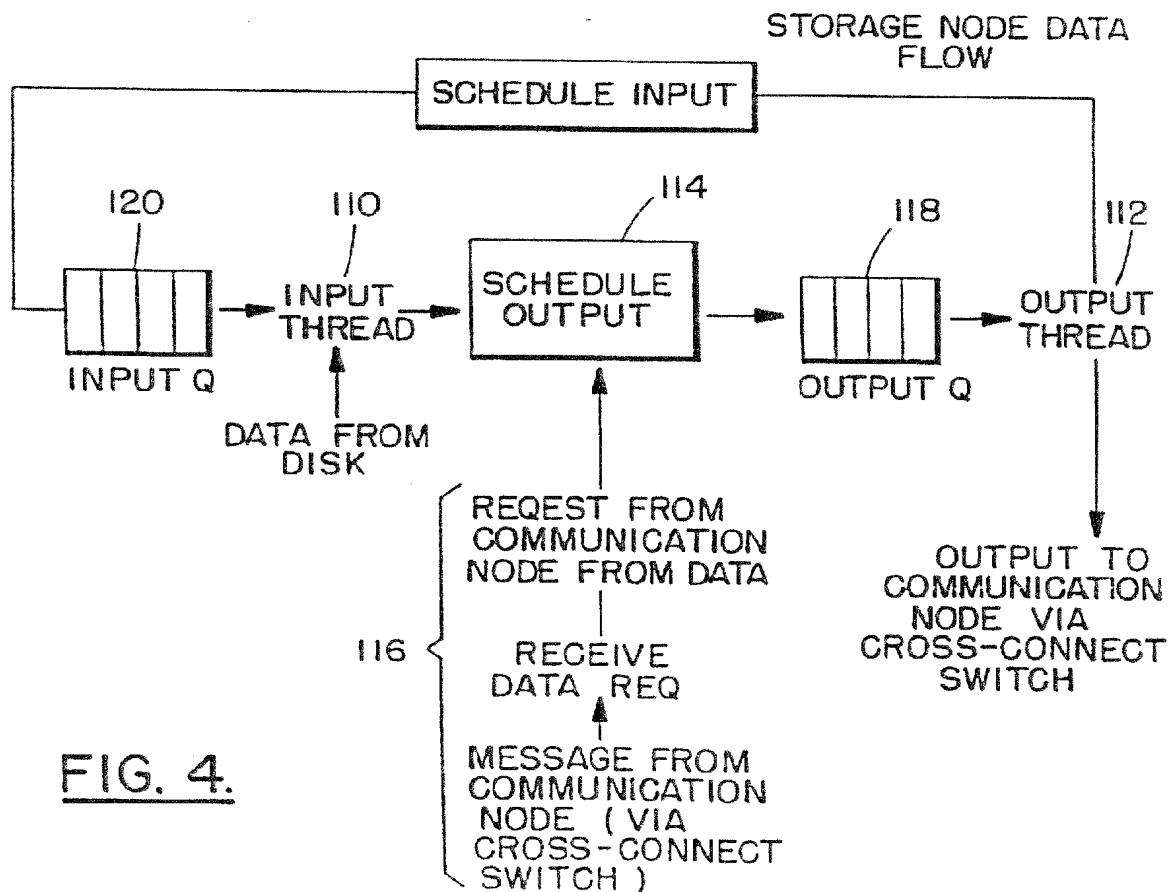 STORAGE NODE DATA
FLOW
SCHEDULE INPUT
120
110
114
118
112
INPUT
THREAD
SCHEDULE
OUTPUT
OUTPUT
THREAD
INPUT Q
OUTPUT Q
DATA FROM
DISK
116
REQEST FROM
COMMUNICATION
NODE FROM DATA
RECEIVE
DATA REQ
MESSAGE FROM
COMMUNICATION
NODE ( VIA
CROSS-CONNECT
SWITCH )
OUTPUT TO
COMMUNICATION
NODE VIA
CROSS-CONNECT
SWITCH
FIG. 4.